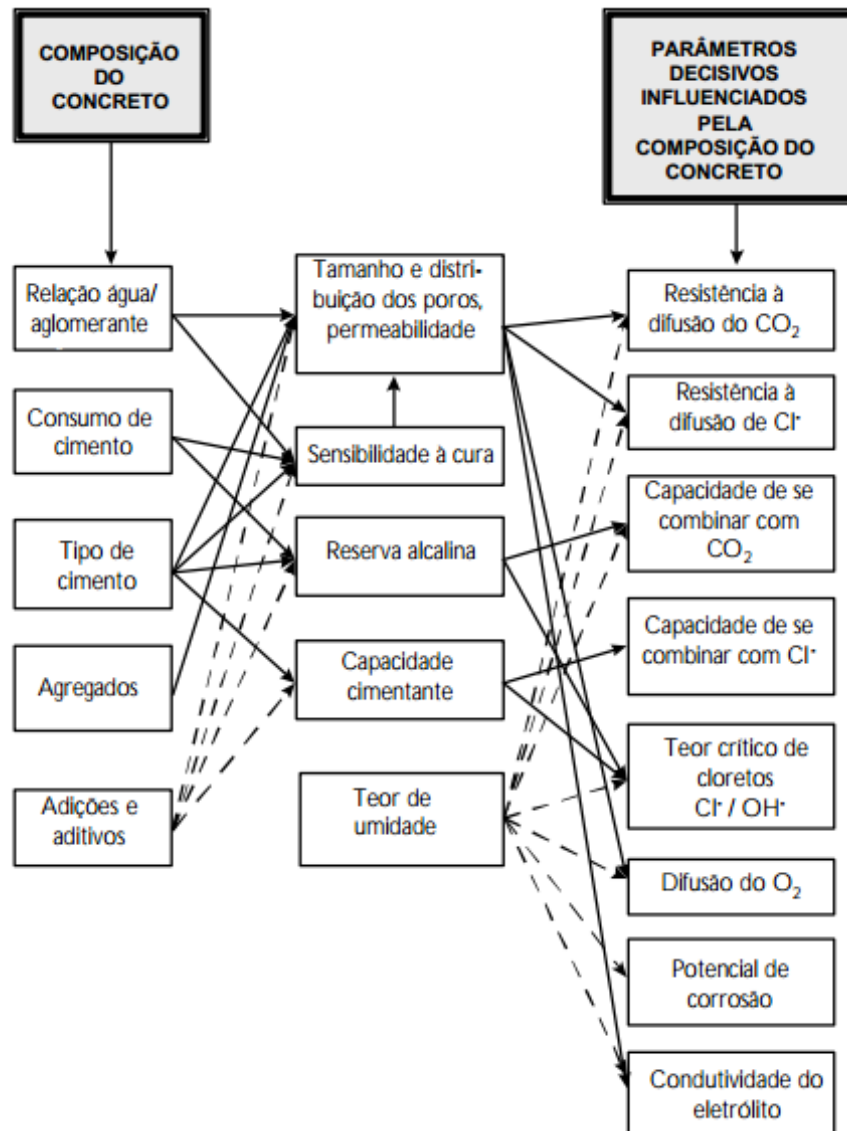 COMPOSIÇÃO
DO
CONCRETO
PARÂMETROS
DECISIVOS
INFLUENCIADOS
PELA
COMPOSIÇÃO DO
CONCRETO
Relação água/
aglomerante
Consumo de
cimento
Tipo de
cimento
Agregados
Adições e
aditivos
Tamanho e distri-
buição dos poros,
permeabilidade
Sensibilidade à cura
Reserva alcalina
Capacidade
cimentante
Teor de
umidade
Resistência à
difusão do CO₂
Resistência à
difusão de Cl⁻
Capacidade de se
combinar com
CO₂
Capacidade de se
combinar com Cl⁻
Teor crítico de
cloretos
Cl⁻ / OH⁻
Difusão do O₂
Potencial de
corrosão
Condutividade do
eletrólito